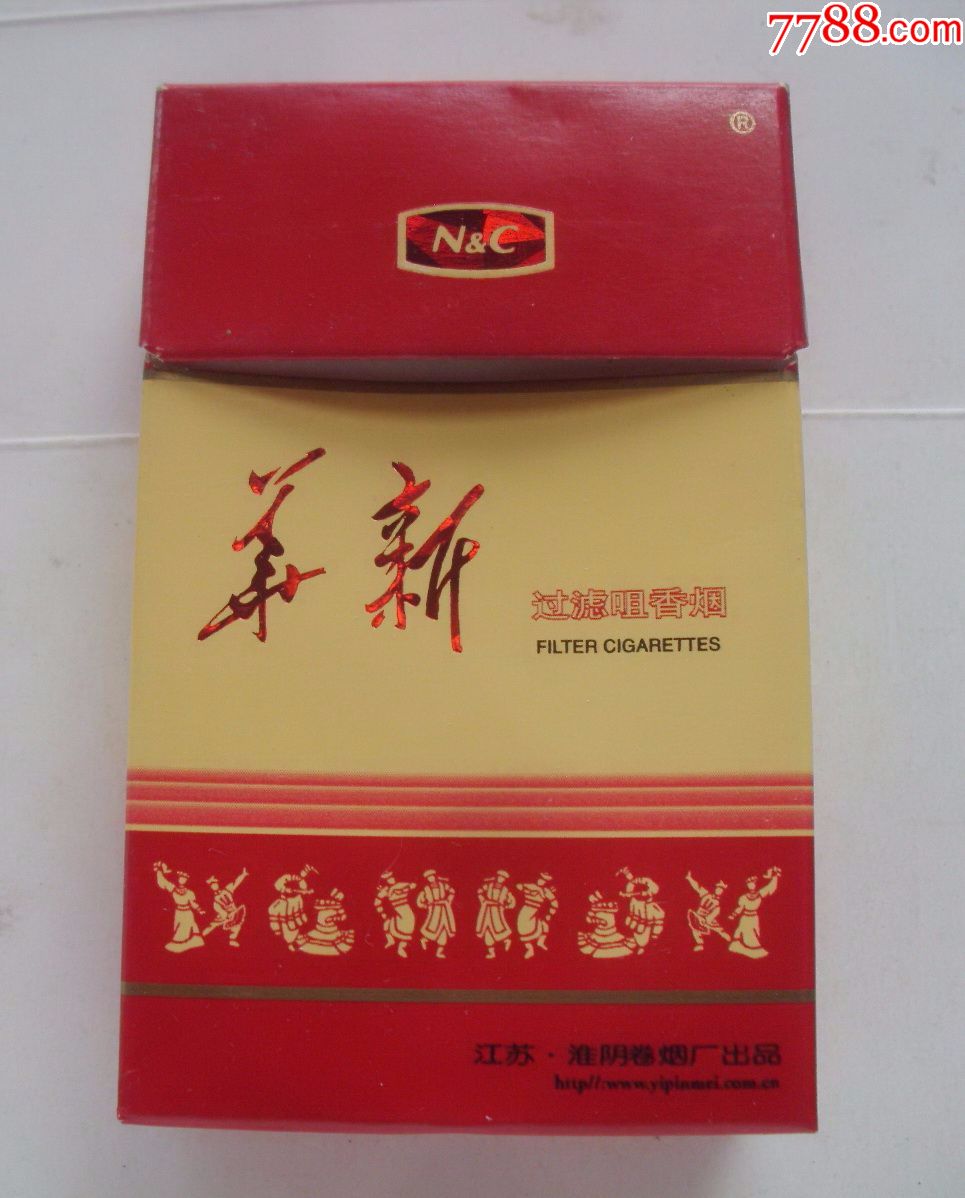 7788.com
®
N&C
华新
过滤咀香烟
FILTER CIGARETTES
江苏·淮阴卷烟厂出品
http//:www.yipinmei.com.cn